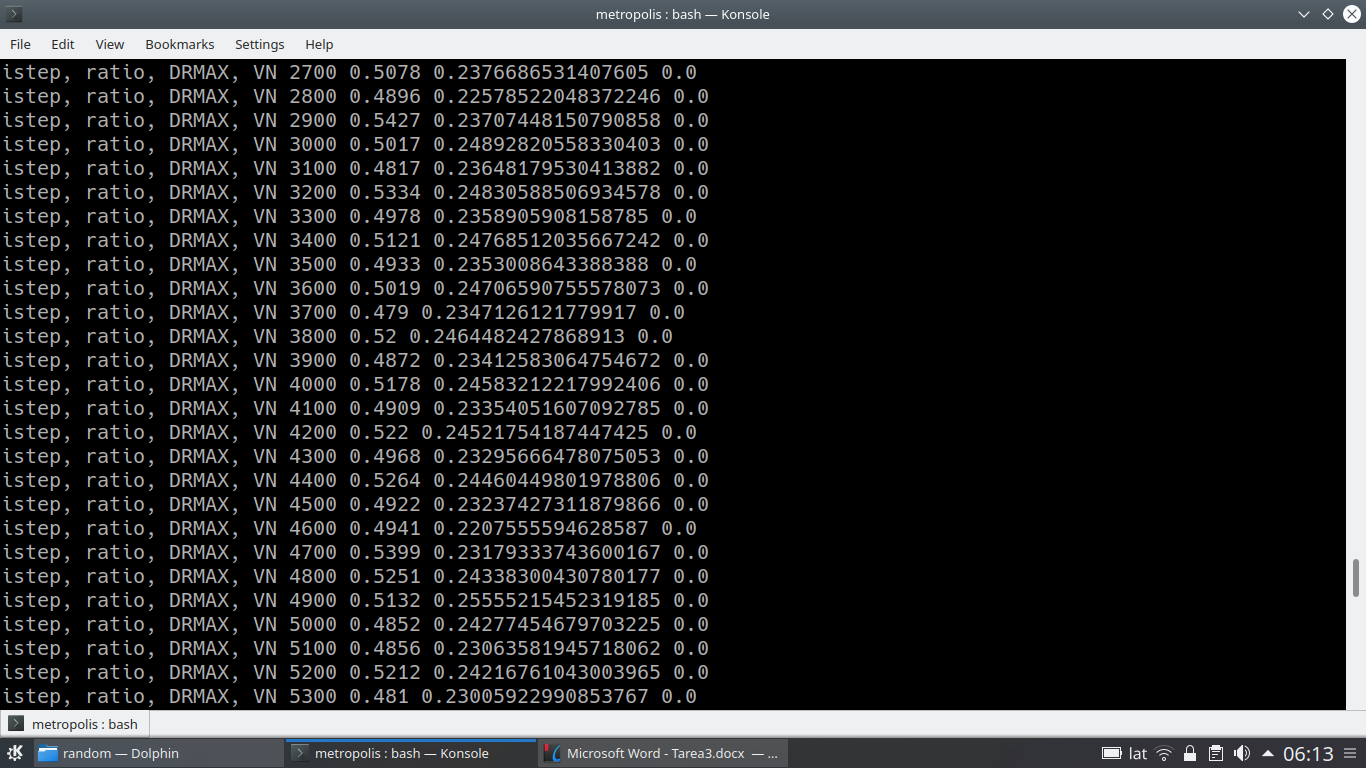 metropolis : bash — Konsole
File Edit View Bookmarks Settings Help
istep, ratio, DRMAX, VN 2700 0.5078 0.2376686531407605 0.0
istep, ratio, DRMAX, VN 2800 0.4896 0.22578522048372246 0.0
istep, ratio, DRMAX, VN 2900 0.5427 0.23707448150790858 0.0
istep, ratio, DRMAX, VN 3000 0.5017 0.24892820558330403 0.0
istep, ratio, DRMAX, VN 3100 0.4817 0.23648179530413882 0.0
istep, ratio, DRMAX, VN 3200 0.5334 0.24830588506934578 0.0
istep, ratio, DRMAX, VN 3300 0.4978 0.2358905908158785 0.0
istep, ratio, DRMAX, VN 3400 0.5121 0.24768512035667242 0.0
istep, ratio, DRMAX, VN 3500 0.4933 0.2353008643388388 0.0
istep, ratio, DRMAX, VN 3600 0.5019 0.24706590755578073 0.0
istep, ratio, DRMAX, VN 3700 0.479 0.2347126121779917 0.0
istep, ratio, DRMAX, VN 3800 0.52 0.2464482427868913 0.0
istep, ratio, DRMAX, VN 3900 0.4872 0.23412583064754672 0.0
istep, ratio, DRMAX, VN 4000 0.5178 0.24583212217992406 0.0
istep, ratio, DRMAX, VN 4100 0.4909 0.23354051607092785 0.0
istep, ratio, DRMAX, VN 4200 0.522 0.24521754187447425 0.0
istep, ratio, DRMAX, VN 4300 0.4968 0.23295666478075053 0.0
istep, ratio, DRMAX, VN 4400 0.5264 0.24460449801978806 0.0
istep, ratio, DRMAX, VN 4500 0.4922 0.23237427311879866 0.0
istep, ratio, DRMAX, VN 4600 0.4941 0.2207555594628587 0.0
istep, ratio, DRMAX, VN 4700 0.5399 0.23179333743600167 0.0
istep, ratio, DRMAX, VN 4800 0.5251 0.24338300430780177 0.0
istep, ratio, DRMAX, VN 4900 0.5132 0.25555215452319185 0.0
istep, ratio, DRMAX, VN 5000 0.4852 0.24277454679703225 0.0
istep, ratio, DRMAX, VN 5100 0.4856 0.23063581945718062 0.0
istep, ratio, DRMAX, VN 5200 0.5212 0.24216761043003965 0.0
istep, ratio, DRMAX, VN 5300 0.481 0.23005922990853767 0.0
metropolis : bash
random — Dolphin metropolis : bash — Konsole Microsoft Word - Tarea3.docx — ... lat 06:13